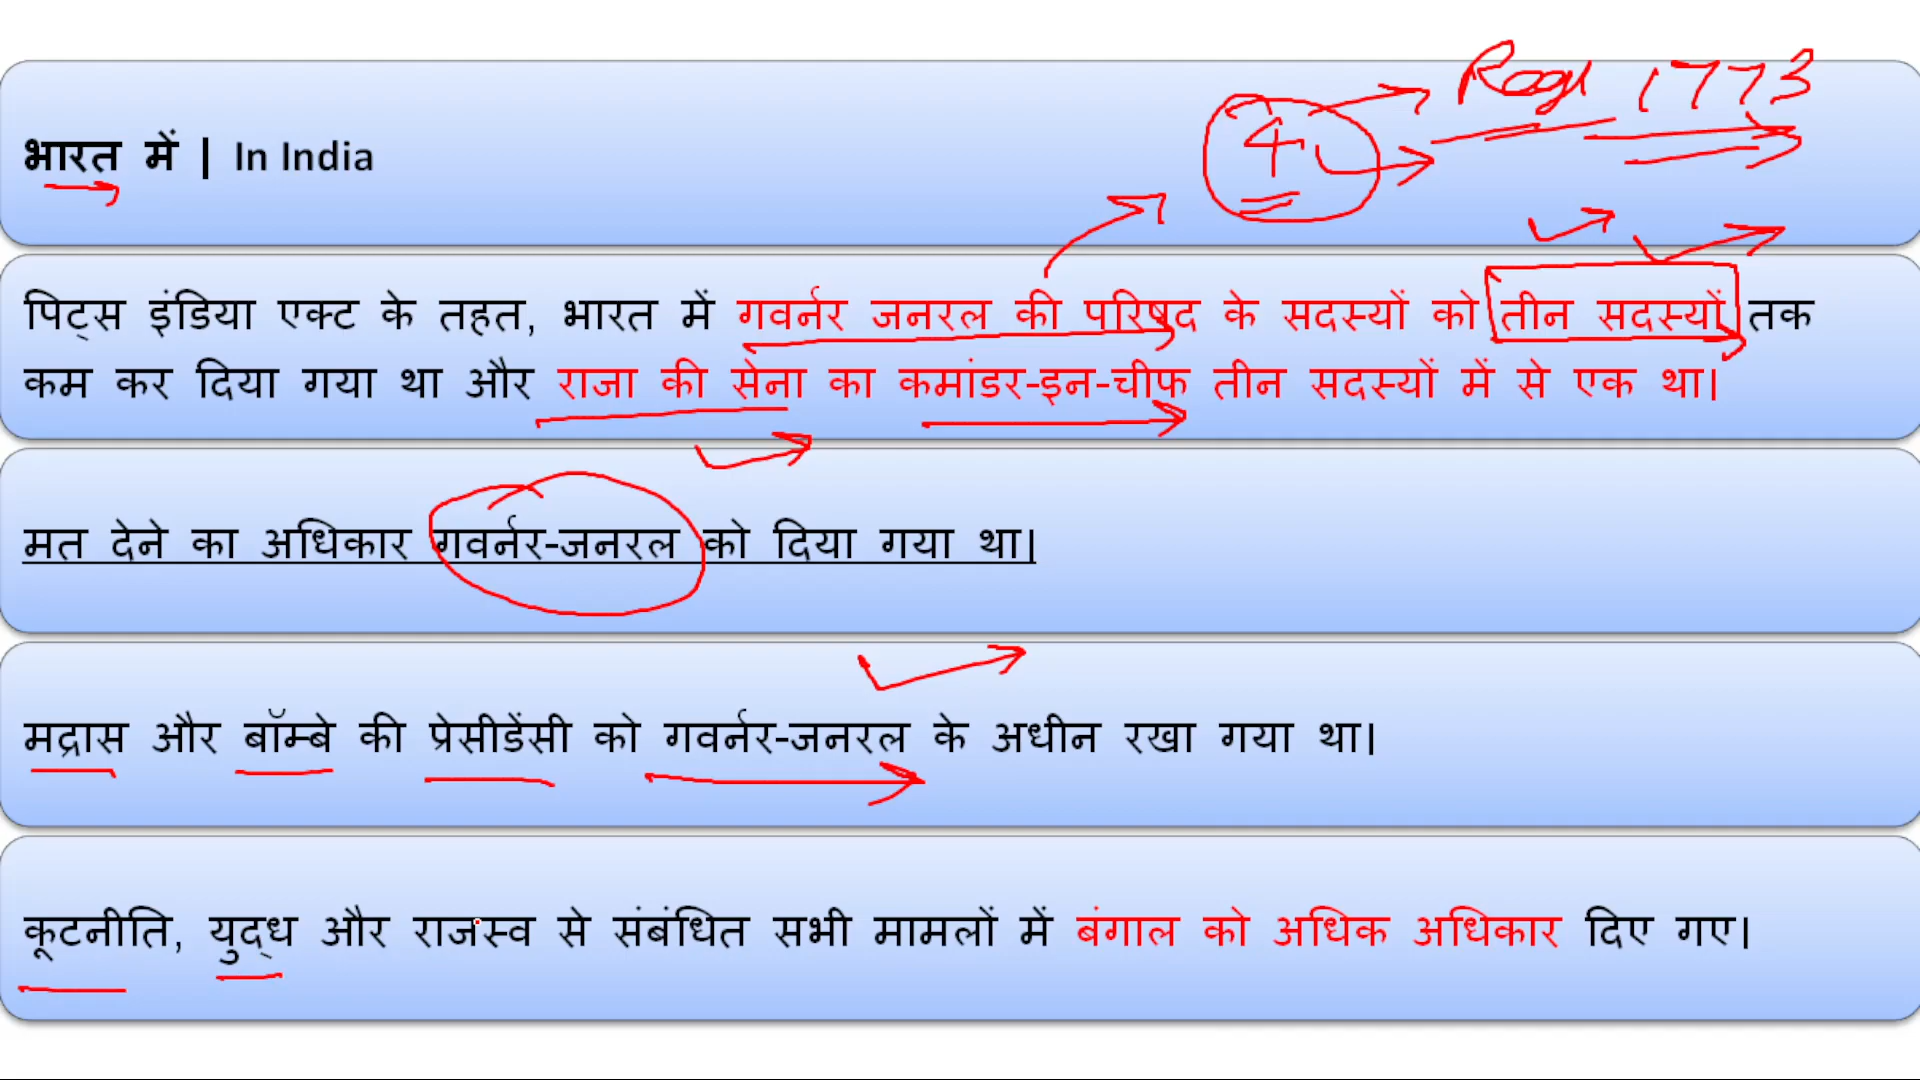 Regu 1773
4
भारत में | In India
पिट्स इंडिया एक्ट के तहत, भारत में गवर्नर जनरल की परिषद के सदस्यों को तीन सदस्यों तक
कम कर दिया गया था और राजा की सेना का कमांडर-इन-चीफ तीन सदस्यों में से एक था।
मत देने का अधिकार गवर्नर-जनरल को दिया गया था।
मद्रास और बॉम्बे की प्रेसीडेंसी को गवर्नर-जनरल के अधीन रखा गया था।
कूटनीति, युद्ध और राजस्व से संबंधित सभी मामलों में बंगाल को अधिक अधिकार दिए गए।